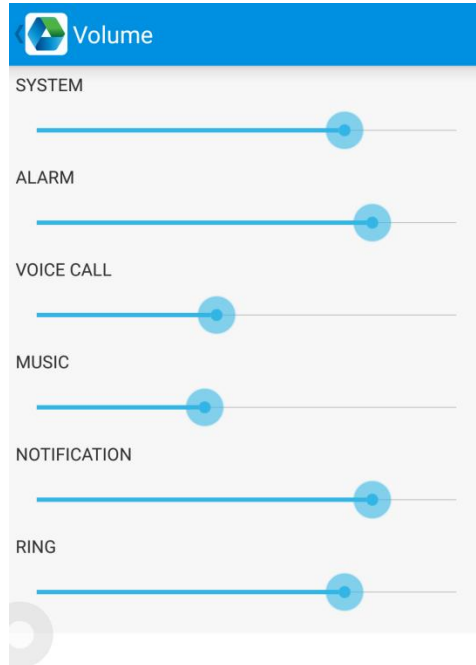 Volume
SYSTEM
ALARM
VOICE CALL
MUSIC
NOTIFICATION
RING